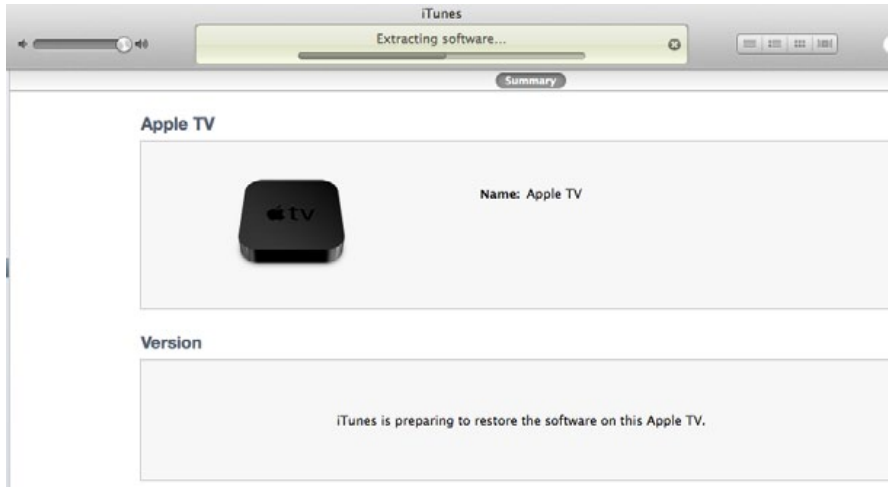 iTunes
Extracting software...
Summary
Apple TV
tv
Name: Apple TV
Version
iTunes is preparing to restore the software on this Apple TV.